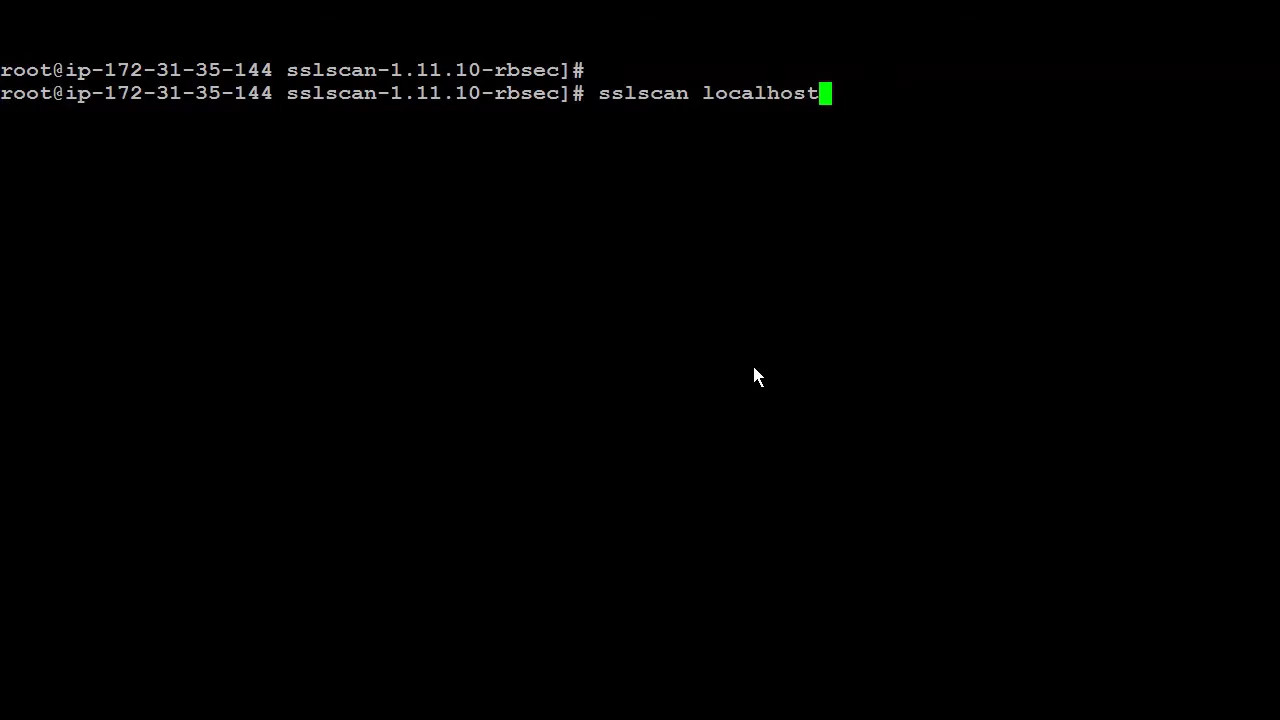 root@ip-172-31-35-144 sslscan-1.11.10-rbsec]#
root@ip-172-31-35-144 sslscan-1.11.10-rbsec]# sslscan localhost